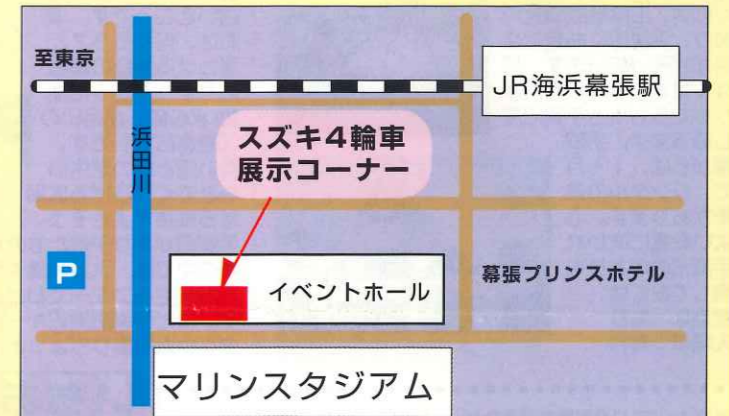 至東京
JR海浜幕張駅
浜田川
スズキ4輪車
展示コーナー
P
イベントホール
幕張プリンスホテル
マリンスタジアム